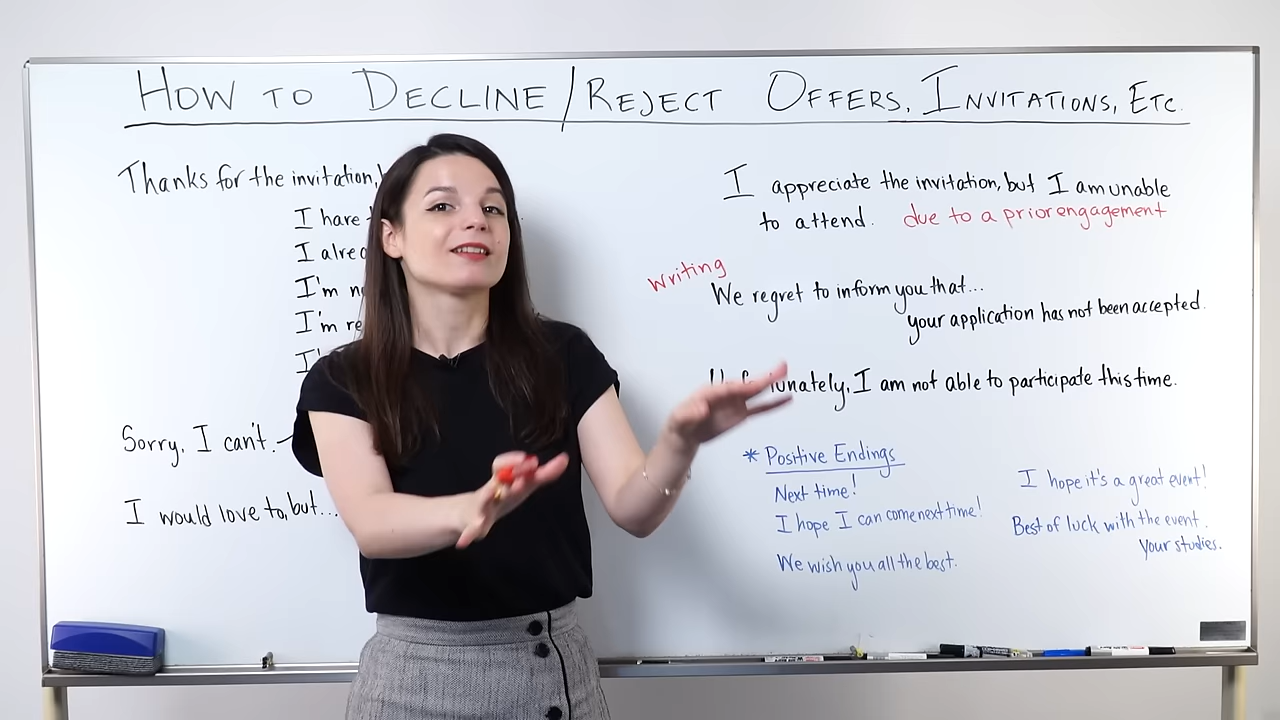 HOW TO DECLINE/REJECT OFFERS, INVITATIONS, ETC.
Thanks for the invitation,
I have
I
I'm
I'm
Sorry, I can't.
I would love to, but...
I appreciate the invitation, but I am unable
to attend. due to a prior engagement
writing
We regret to inform you that...
your application has not been accepted.
Unfortunately, I am not able to participate this time.
* Positive Endings
Next time!
I hope I can come next time!
We wish you all the best.
I hope it's a great event!
Best of luck with the event.
your studies.